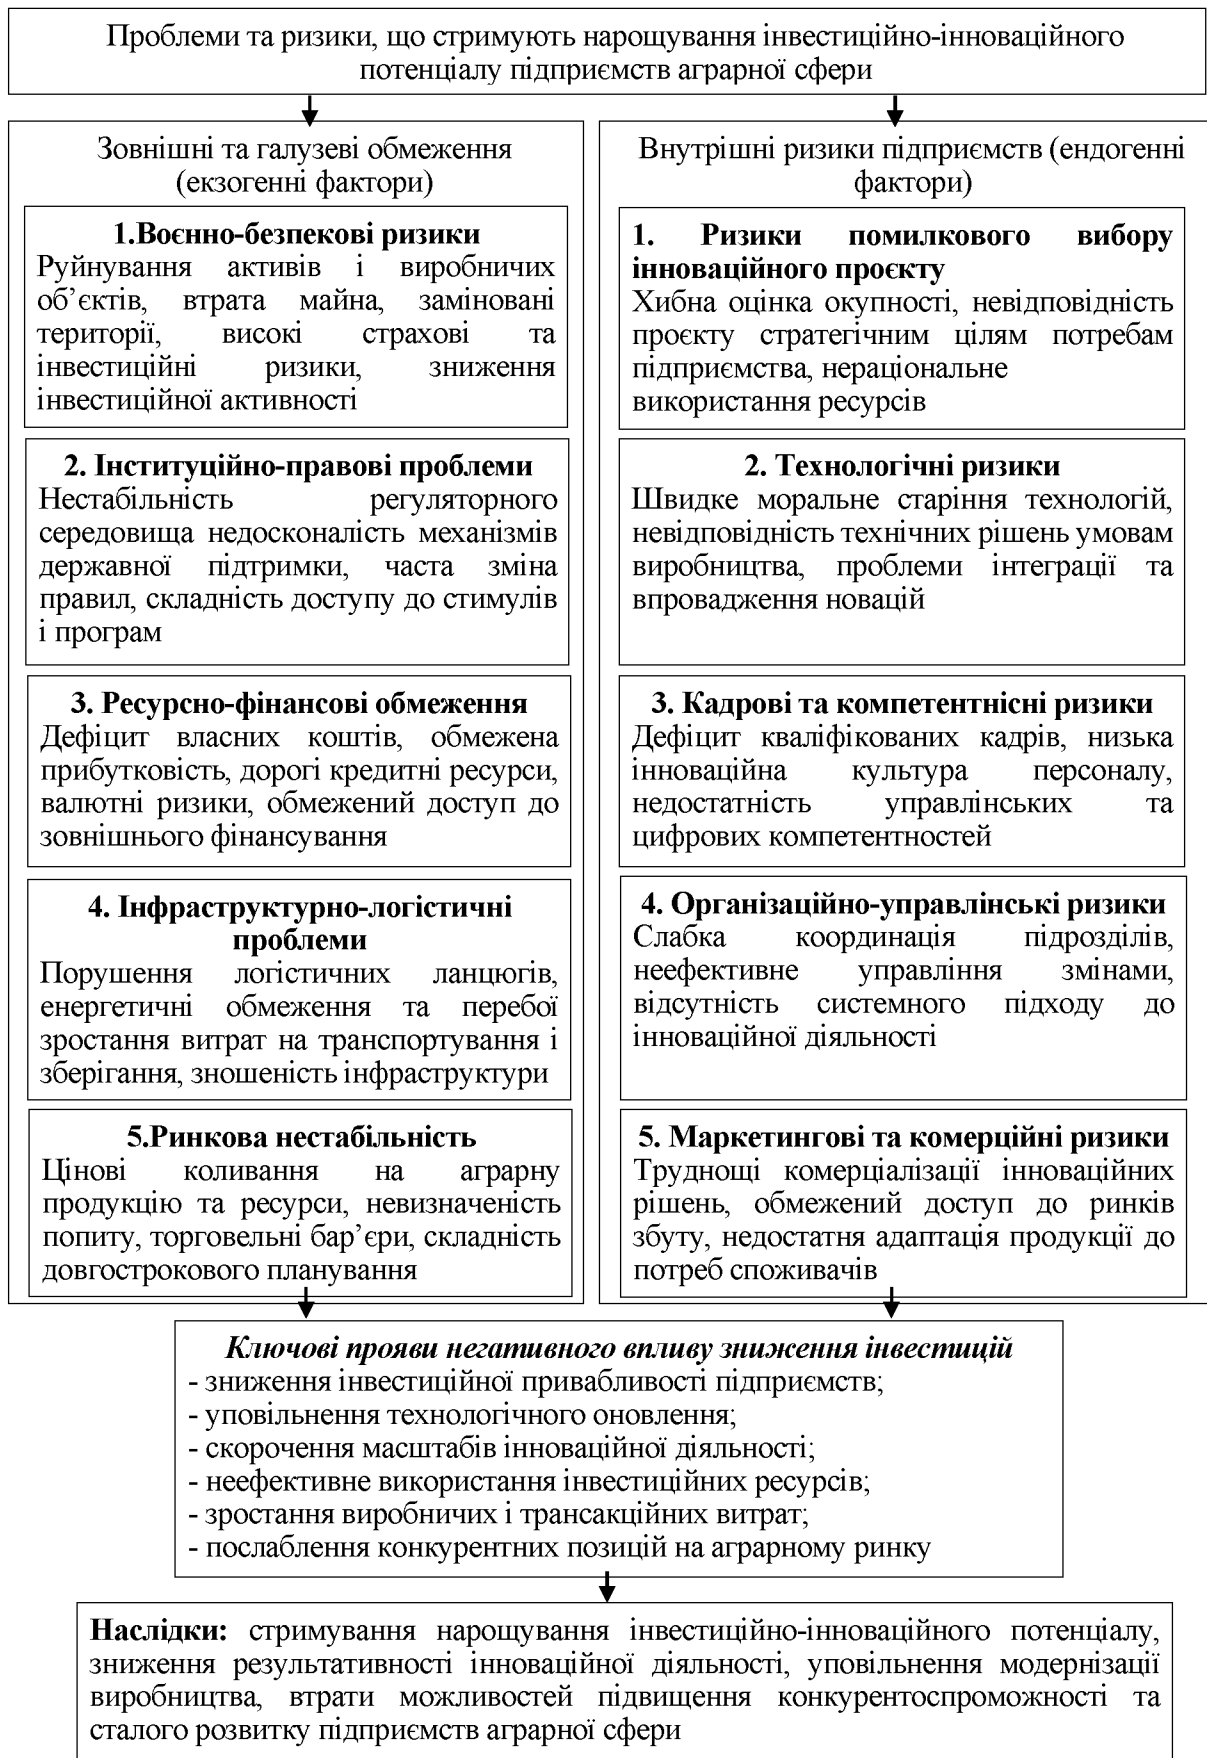 Проблеми та ризики, що стримують нарощування інвестиційно-інноваційного
потенціалу підприємств аграрної сфери
Зовнішні та галузеві обмеження
(екзогенні фактори)
1.Воєнно-безпекові ризики
Руйнування активів і виробничих
об’єктів, втрата майна, заміновані
території, високі страхові та
інвестиційні ризики, зниження
інвестиційної активності
2. Інституційно-правові проблеми
Нестабільність регуляторного
середовища недосконалість механізмів
державної підтримки, часта зміна
правил, складність доступу до стимулів
і програм
3. Ресурсно-фінансові обмеження
Дефіцит власних коштів, обмежена
прибутковість, дорогі кредитні ресурси,
валютні ризики, обмежений доступ до
зовнішнього фінансування
4. Інфраструктурно-логістичні
проблеми
Порушення логістичних ланцюгів,
енергетичні обмеження та перебої
зростання витрат на транспортування і
зберігання, зношеність інфраструктури
5.Ринкова нестабільність
Цінові коливання на аграрну
продукцію та ресурси, невизначеність
попиту, торговельні бар’єри, складність
довгострокового планування
Внутрішні ризики підприємств (ендогенні
фактори)
1. Ризики помилкового вибору
інноваційного проєкту
Хибна оцінка окупності, невідповідність
проєкту стратегічним цілям потребам
підприємства, нераціональне
використання ресурсів
2. Технологічні ризики
Швидке моральне старіння технологій,
невідповідність технічних рішень умовам
виробництва, проблеми інтеграції та
впровадження новацій
3. Кадрові та компетентнісні ризики
Дефіцит кваліфікованих кадрів, низька
інноваційна культура персоналу,
недостатність управлінських та
цифрових компетентностей
4. Організаційно-управлінські ризики
Слабка координація підрозділів,
неефективне управління змінами,
відсутність системного підходу до
інноваційної діяльності
5. Маркетингові та комерційні ризики
Труднощі комерціалізації інноваційних
рішень, обмежений доступ до ринків
збуту, недостатня адаптація продукції до
потреб споживачів
Ключові прояви негативного впливу зниження інвестицій
- зниження інвестиційної привабливості підприємств;
- уповільнення технологічного оновлення;
- скорочення масштабів інноваційної діяльності;
- неефективне використання інвестиційних ресурсів;
- зростання виробничих і трансакційних витрат;
- послаблення конкурентних позицій на аграрному ринку
Наслідки: стримування нарощування інвестиційно-інноваційного потенціалу,
зниження результативності інноваційної діяльності, уповільнення модернізації
виробництва, втрати можливостей підвищення конкурентоспроможності та
сталого розвитку підприємств аграрної сфери